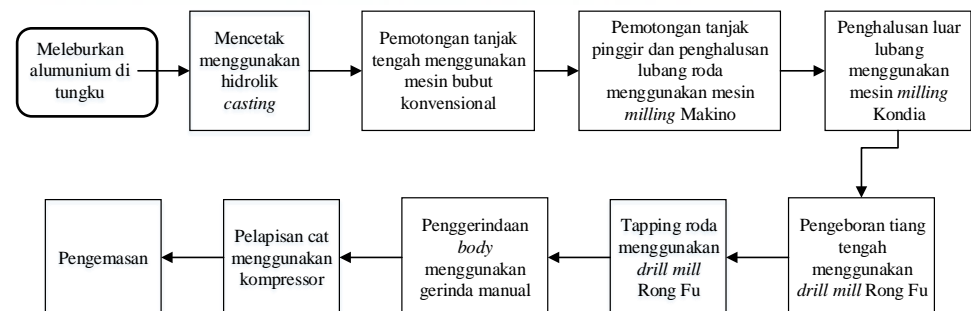 Meleburkan
alumunium di
tungku
Mencetak
menggunakan
hidrolik
casting
Pemotongan tanjak
tengah menggunakan
mesin bubut
konvensional
Pemotongan tanjak
pinggir dan penghalusan
lubang roda
menggunakan mesin
milling Makino
Penghalusan luar
lubang
menggunakan
mesin milling
Kondia
Pengeboran tiang
tengah
menggunakan
drill mill Rong Fu
Tapping roda
menggunakan
drill mill
Rong Fu
Penggerindaan
body
menggunakan
gerinda manual
Pelapisan cat
menggunakan
kompressor
Pengemasan